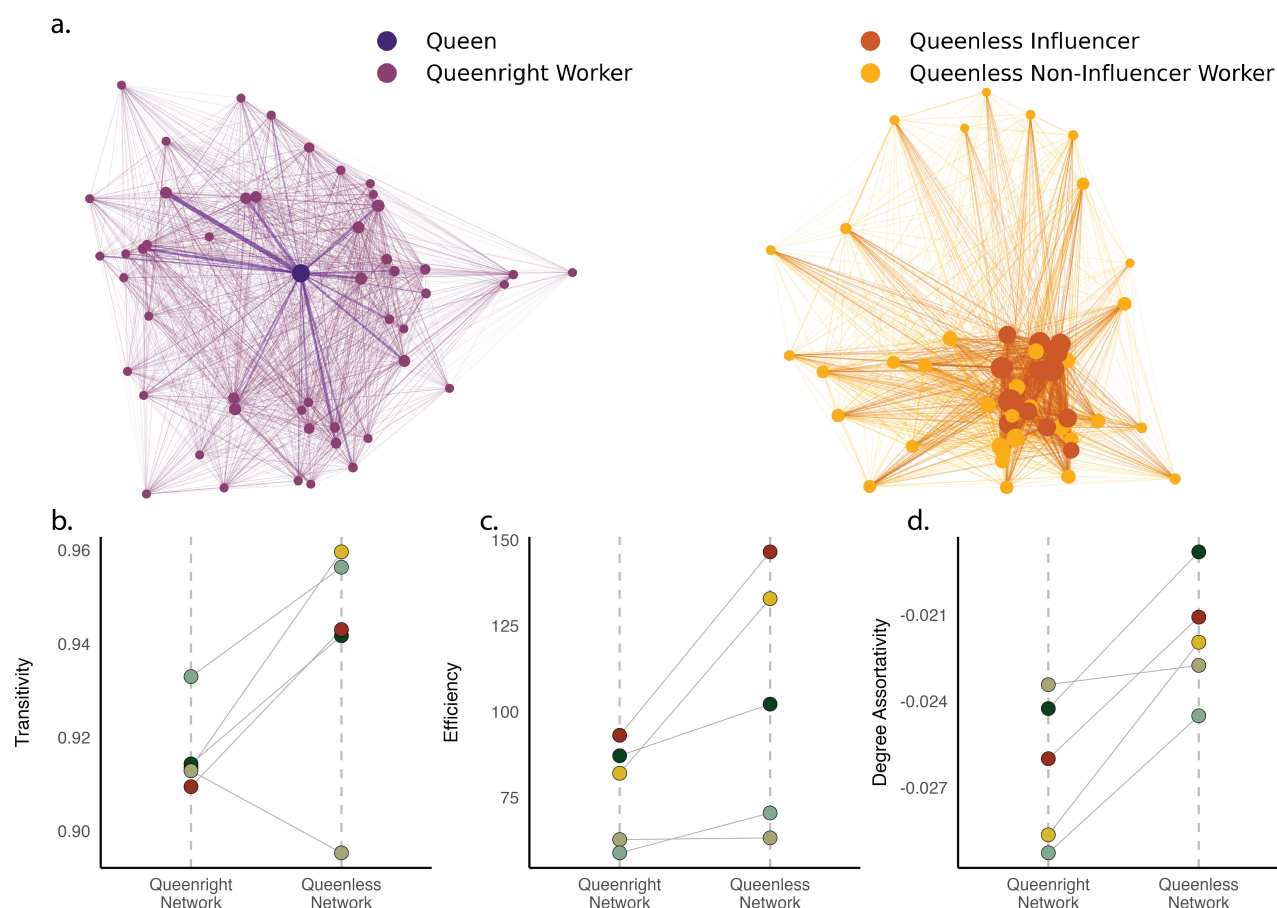 a.
Queen
Queenright Worker
Queenless Influencer
Queenless Non-Influencer Worker
b.
0.96
0.94
0.92
0.90
Transitivity
Queenright
Network
Queenless
Network
c.
150
125
100
75
Efficiency
Queenright
Network
Queenless
Network
d.
-0.021
-0.024
-0.027
Degree Assortativity
Queenright
Network
Queenless
Network